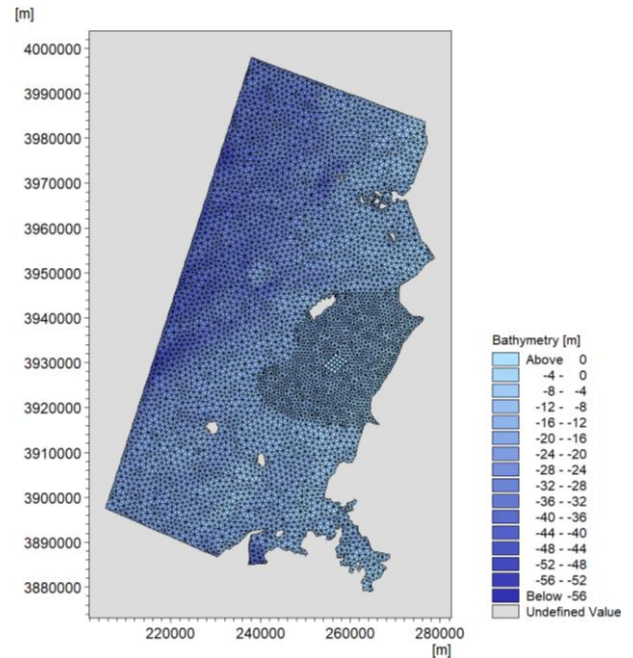 [m]
4000000
3990000
3980000
3970000
3960000
3950000
3940000
3930000
3920000
3910000
3900000
3890000
3880000
220000 240000 260000 280000
[m]
Bathymetry [m]
Above 0
-4 - 0
-8 - -4
-12 - -8
-16 - -12
-20 - -16
-24 - -20
-28 - -24
-32 - -28
-36 - -32
-40 - -36
-44 - -40
-48 - -44
-52 - -48
-56 - -52
Below -56
Undefined Value